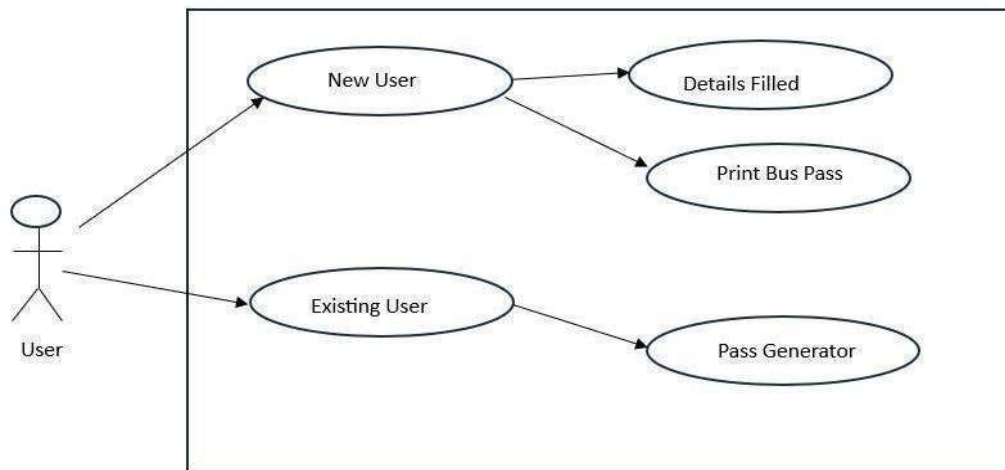 New User
Details Filled
Print Bus Pass
Existing User
User
Pass Generator